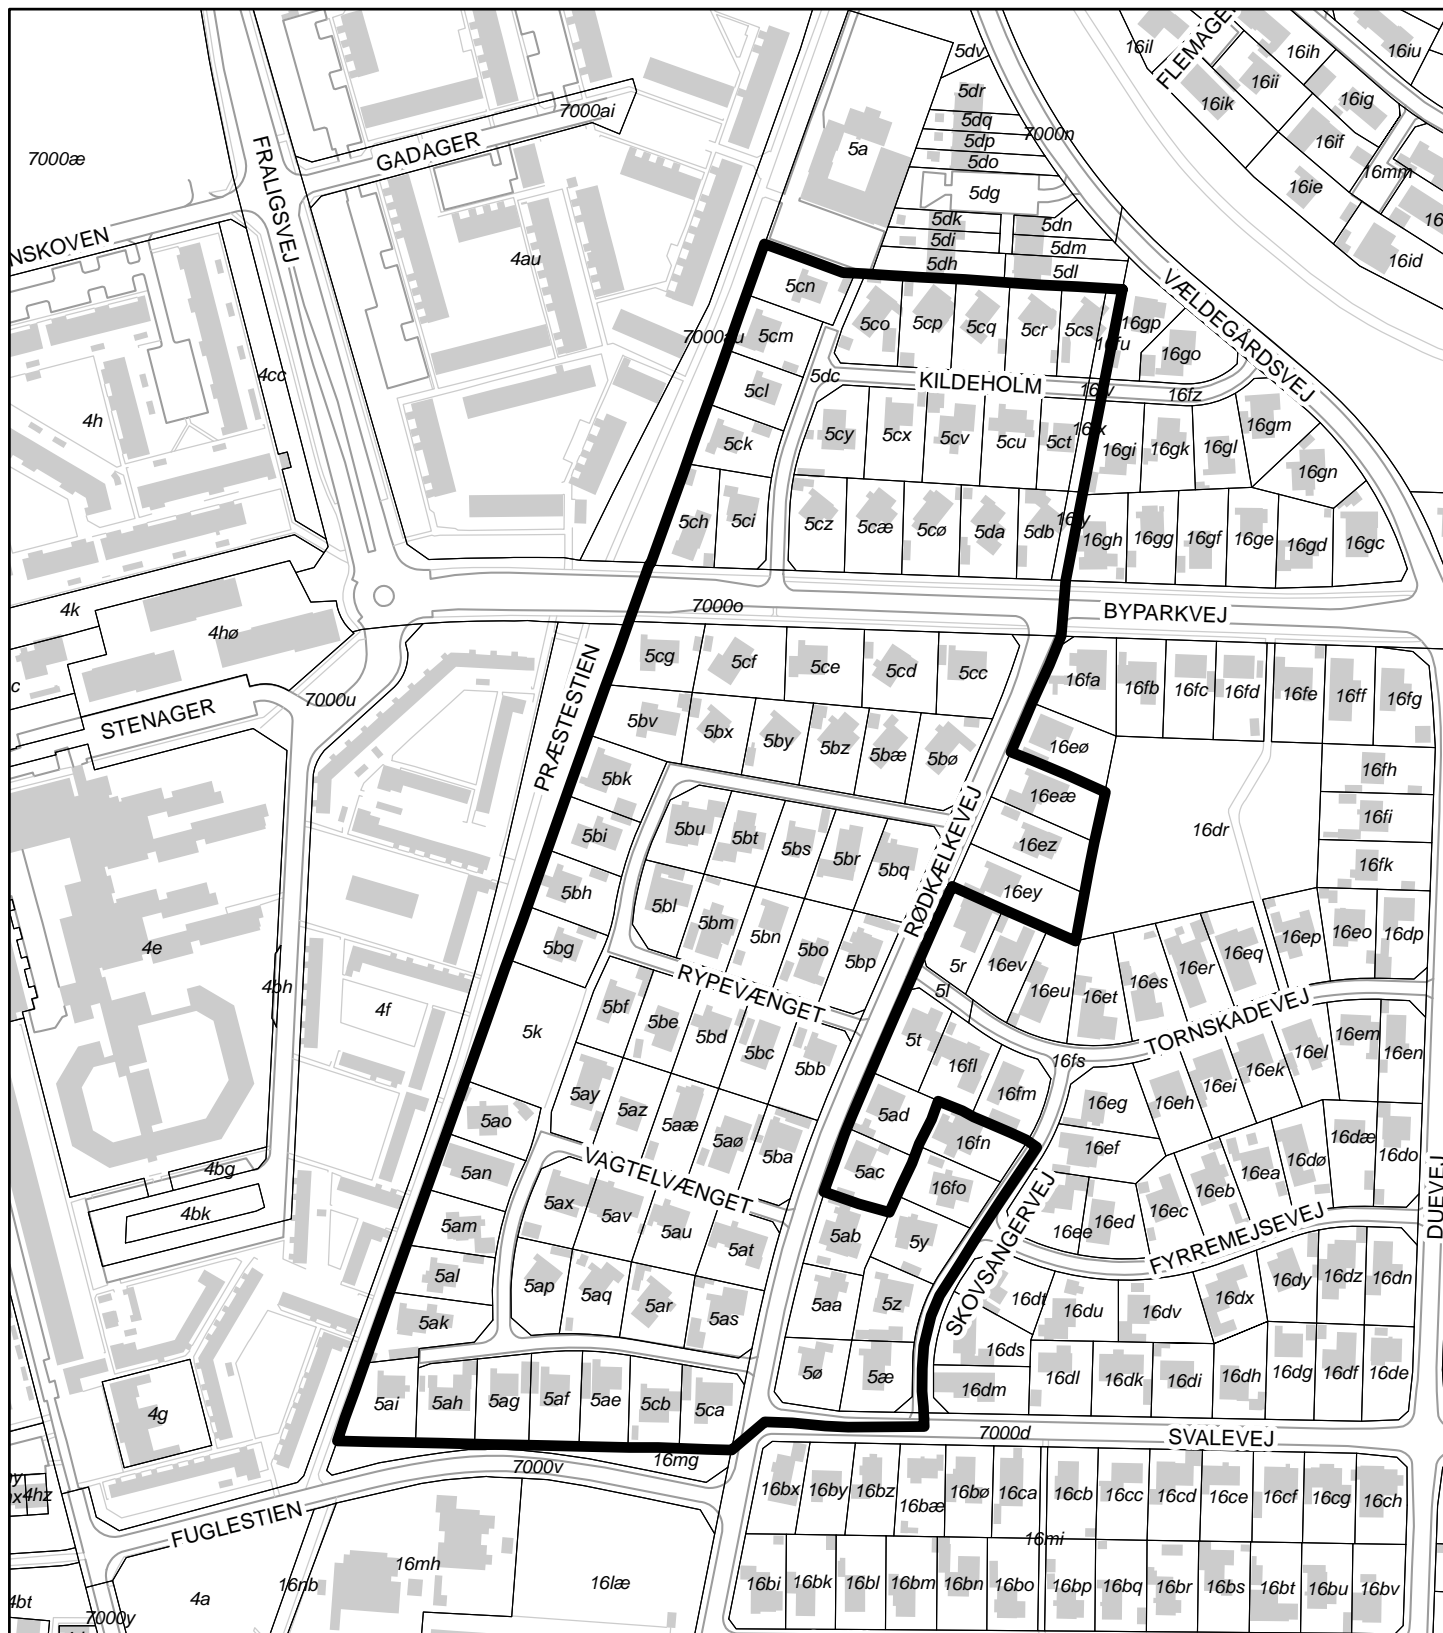 5dv
16il
FLEMAGE
16ih
16iu
16ii
5dr
16ik
16ig
5dq
7000ai
7000n
5dp
16if
GADAGER
5a
5do
7000æ
FRALIGSVEJ
16mm
5dg
16ie
5dk
5dn
16
NSKOVEN
5di
5dm
4au
5dh
16id
5dl
5cn
VÆLDEGÅRDSVEJ
5co
5cp
5cq
5cr
5cs
16gp
7000au
5cm
16go
4cc
5dc
KILDEHOLM
5cl
16fz
4h
5cy
5cx
5cv
5cu
5ct
16gm
5ck
16gi
16gk
16gl
16gn
5ch
5ci
5cz
5cæ
5cø
5da
5db
16gh
16gg
16gf
16ge
16gd
16gc
7000o
BYPARKVEJ
4k
4hø
5cg
5cf
5ce
5cd
5cc
PRÆSTESTIEN
16fa
16fb
16fc
16fd
16fe
16ff
16fg
c
7000u
STENAGER
5bv
5bx
5by
5bz
5bæ
5bø
16eø
16fh
5bk
RØDKÆLKEVEJ
16eæ
16fi
5bi
5bu
5bt
5bs
5br
5bq
16ez
16dr
16fk
5bh
16ey
5bl
5bm
5bn
5bo
5bp
4e
5bg
5r
16ev
16eu
16et
16es
16er
16eq
16ep
16eo
16dp
4bh
4f
RYPEVÆNGET
5l
5bf
5be
5bd
5bc
5bb
5k
5t
16fl
16fs
TORNSKADEVEJ
16em
16en
16el
16ek
16ei
16eh
5ay
5az
5aæ
5aø
5ba
5ao
5ad
16fm
16eg
16fn
16ef
16dæ
16do
4bg
5an
VAGTELVÆNGET
5ac
16fo
16dø
16ea
16eb
4bk
5ax
5av
5au
5at
SKOVSANGERVEJ
16ee
16ed
16ec
DUEVEJ
5am
5ab
5y
FYRREMEJSEVEJ
5al
5ap
5aq
5ar
5as
5aa
5z
16dt
16du
16dv
16dx
16dy
16dz
16dn
5ak
16ds
5ø
5æ
16dm
16dl
16dk
16di
16dh
16dg
16df
16de
5ai
5ah
5ag
5af
5ae
5cb
5ca
4g
7000d
SVALEVEJ
7000v
16mg
4hz
16bx
16by
16bz
16bæ
16bø
16ca
16cb
16cc
16cd
16ce
16cf
16cg
16ch
FUGLESTIEN
16mi
16mh
16nb
4a
16læ
16bi
16bk
16bl
16bm
16bn
16bo
16bp
16bq
16br
16bs
16bt
16bu
16bv
4bt
7000y